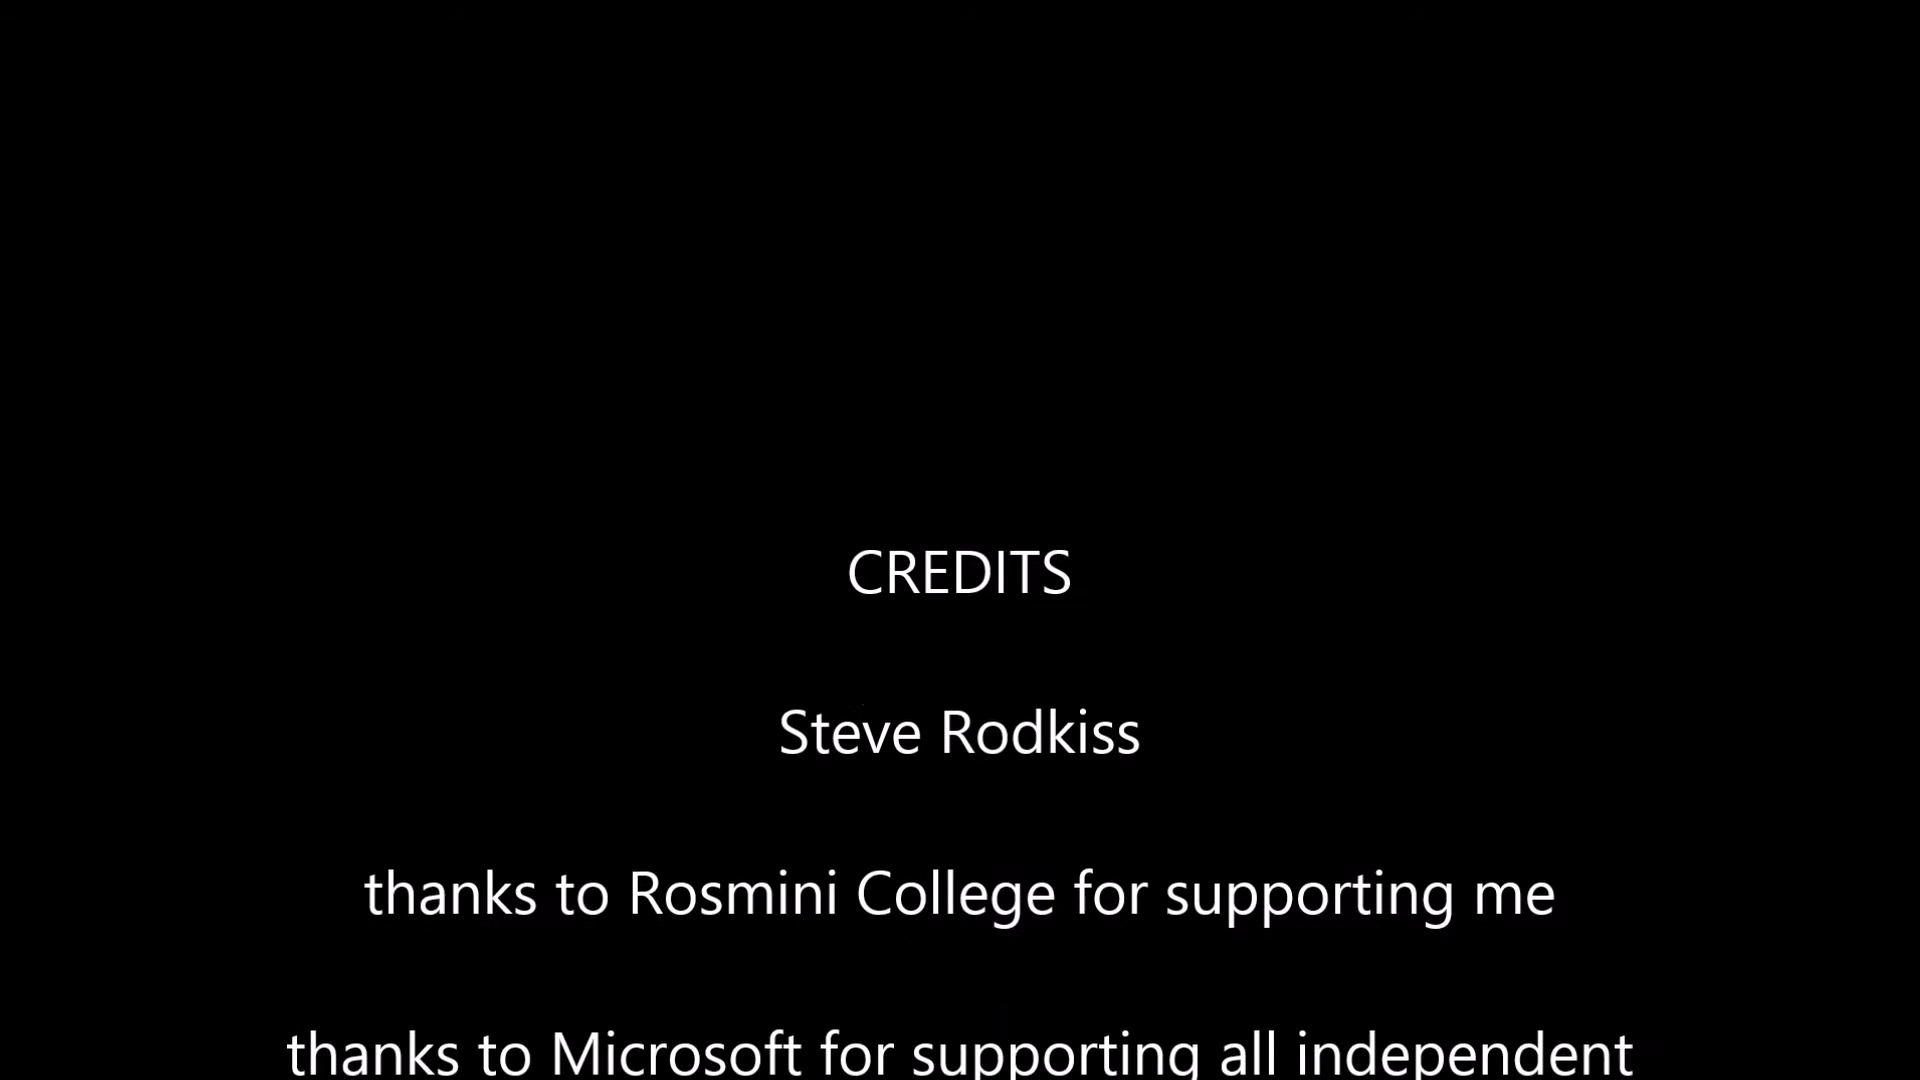 CREDITS
Steve Rodkiss
thanks to Rosmini College for supporting me
thanks to Microsoft for supporting all independent